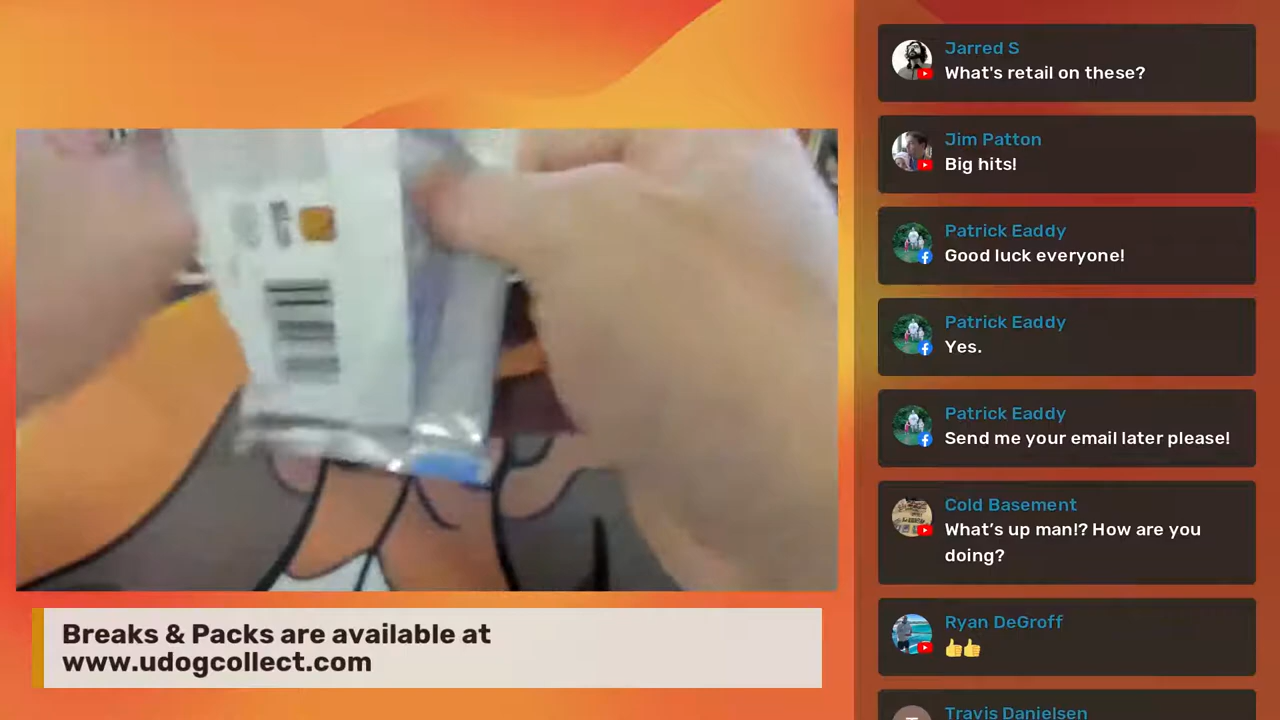 Jarred S
What's retail on these?
Jim Patton
Big hits!
Patrick Eaddy
Good luck everyone!
Patrick Eaddy
Yes.
Patrick Eaddy
Send me your email later please!
Cold Basement
What’s up man!? How are you
doing?
Ryan DeGroff
👍👍
Travis Danielsen
T
Breaks & Packs are available at
www.udogcollect.com